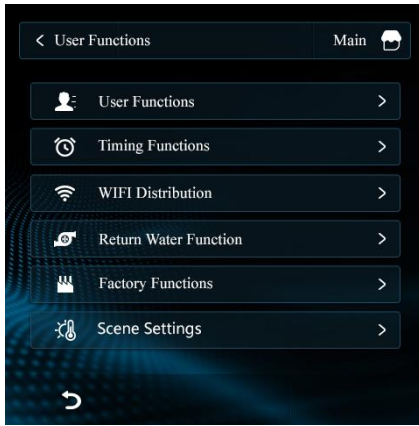 User Functions Main
User Functions
Timing Functions
WIFI Distribution
Return Water Function
Factory Functions
Scene Settings